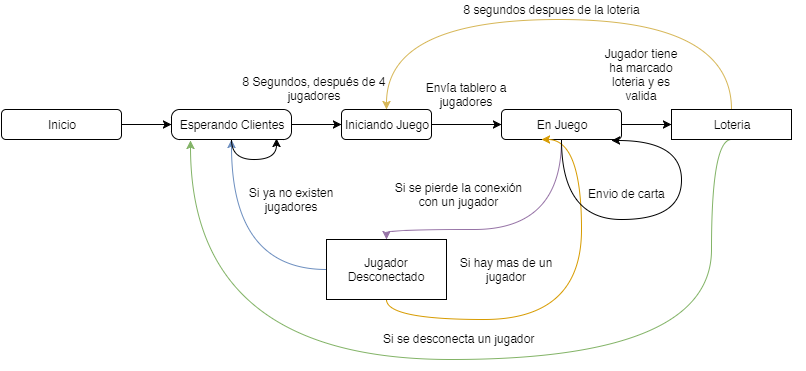 8 segundos despues de la loteria
Jugador tiene
ha marcado
loteria y es
valida
8 Segundos, después de 4
jugadores
Envía tablero a
jugadores
Inicio
Esperando Clientes
Iniciando Juego
En Juego
Loteria
Si ya no existen
jugadores
Si se pierde la conexión
con un jugador
Envio de carta
Jugador
Desconectado
Si hay mas de un
jugador
Si se desconecta un jugador